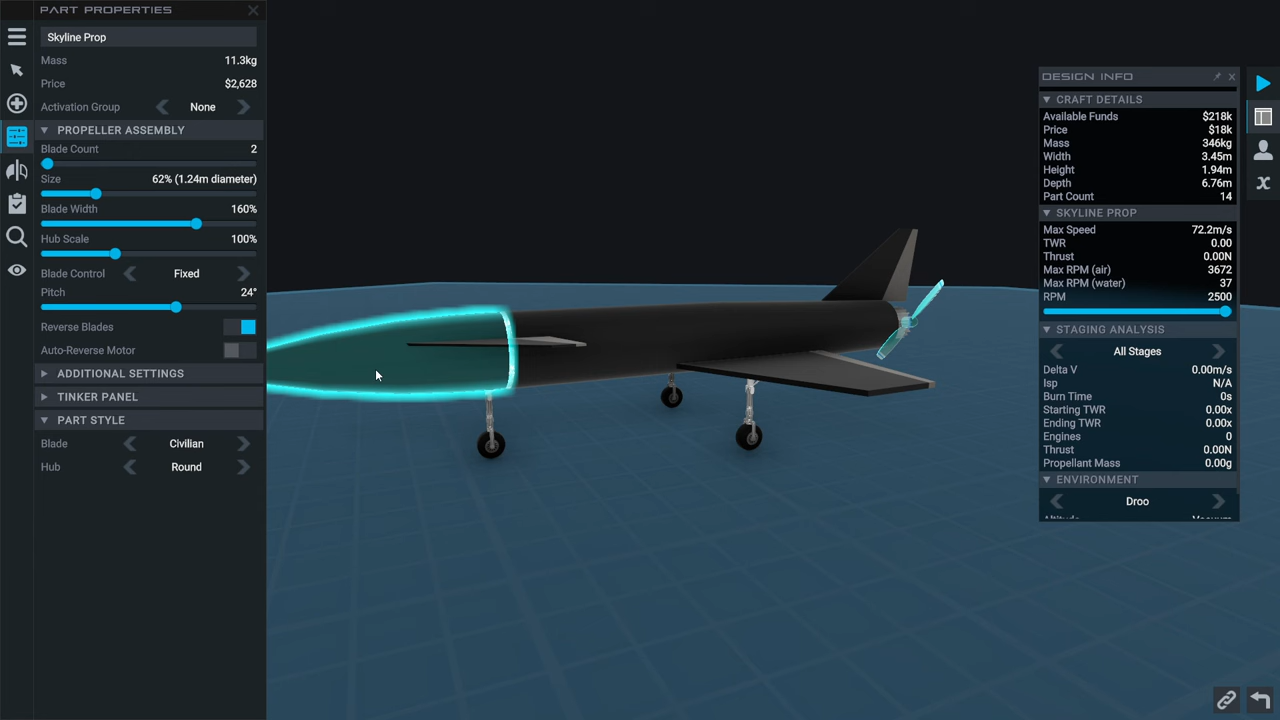 PART PROPERTIES
Skyline Prop
Mass 11.3kg
Price $2,628
Activation Group None
PROPELLER ASSEMBLY
Blade Count 2
Size 62% (1.24m diameter)
Blade Width 160%
Hub Scale 100%
Blade Control Fixed
Pitch 24°
Reverse Blades
Auto-Reverse Motor
ADDITIONAL SETTINGS
TINKER PANEL
PART STYLE
Blade Civilian
Hub Round
DESIGN INFO
CRAFT DETAILS
Available Funds $218k
Price $18k
Mass 346kg
Width 3.45m
Height 1.94m
Depth 6.76m
Part Count 14
SKYLINE PROP
Max Speed 72.2m/s
TWR 0.00
Thrust 0.00N
Max RPM (air) 3672
Max RPM (water) 37
RPM 2500
STAGING ANALYSIS
All Stages
Delta V 0.00m/s
Isp N/A
Burn Time 0s
Starting TWR 0.00x
Ending TWR 0.00x
Engines 0
Thrust 0.00N
Propellant Mass 0.00g
ENVIRONMENT
Droo